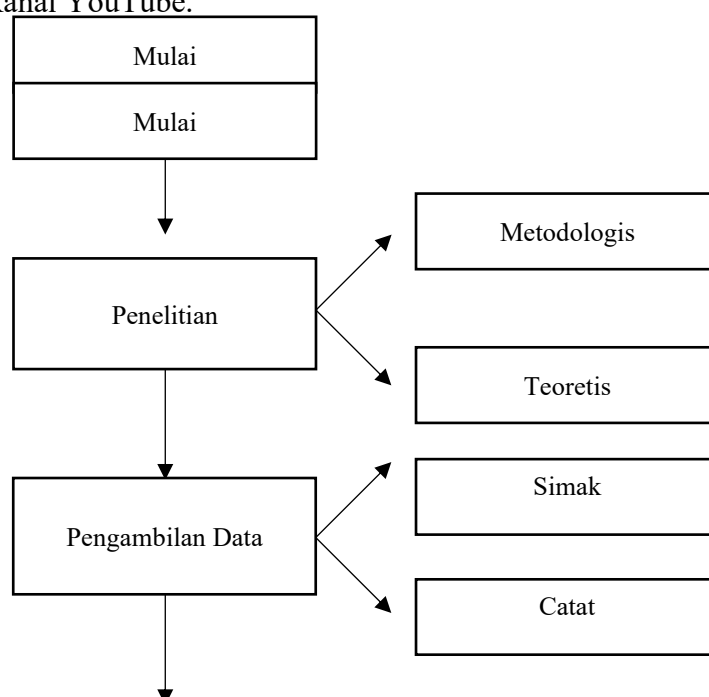 kanal YouTube.
Mulai
Mulai
Metodologis
Penelitian
Teoretis
Simak
Pengambilan Data
Catat